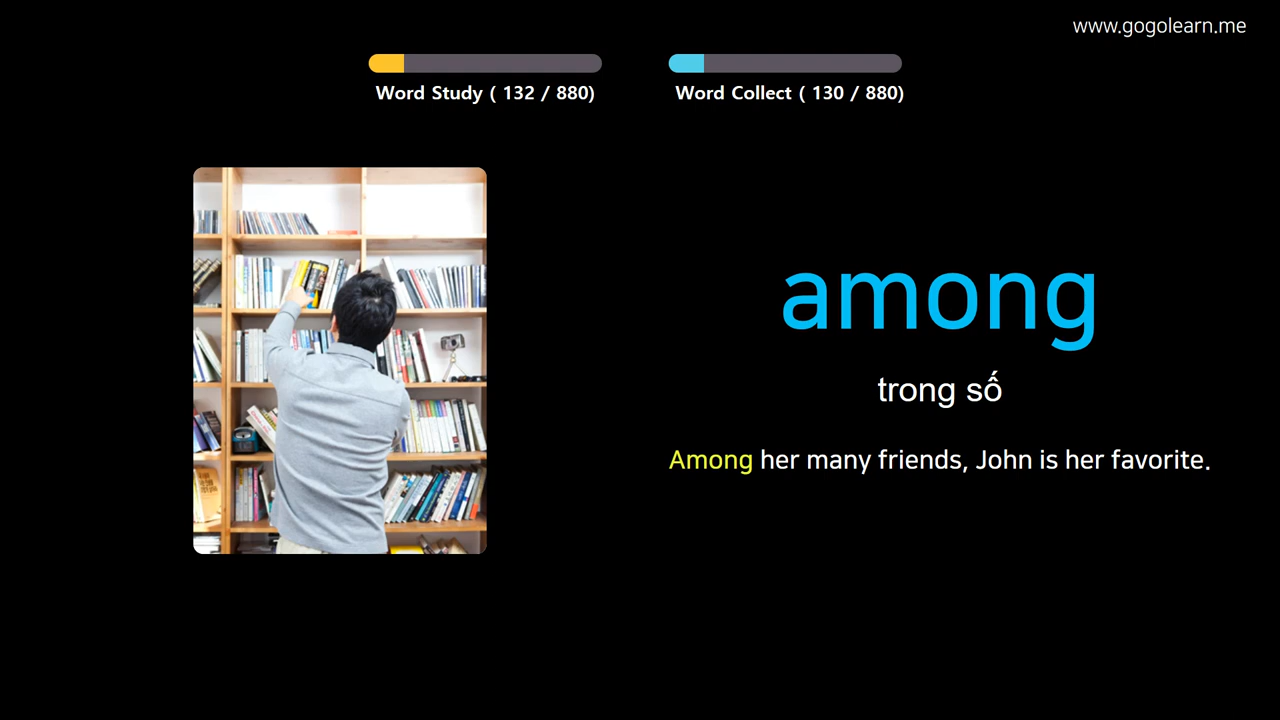 www.gogolearn.me
Word Study ( 132 / 880)
Word Collect ( 130 / 880)
among
trong số
Among her many friends, John is her favorite.